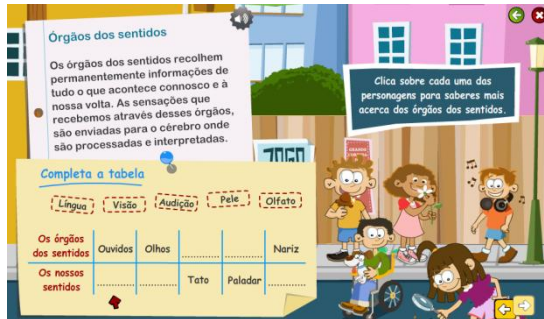 Órgãos dos sentidos
Os órgãos dos sentidos recolhem
permanentemente informações de
tudo o que acontece connosco e à
nossa volta. As sensações que
recebemos através desses órgãos,
são enviadas para o cérebro onde
são processadas e interpretadas.
Clica sobre cada uma das
personagens para saberes mais
acerca dos órgãos dos sentidos.
Completa a tabela
Língua Visão Audição Pele Olfato
Os órgãos
dos sentidos Ouvidos Olhos ............ ............ Nariz
Os nossos
sentidos ............ ............ Tato Paladar ............